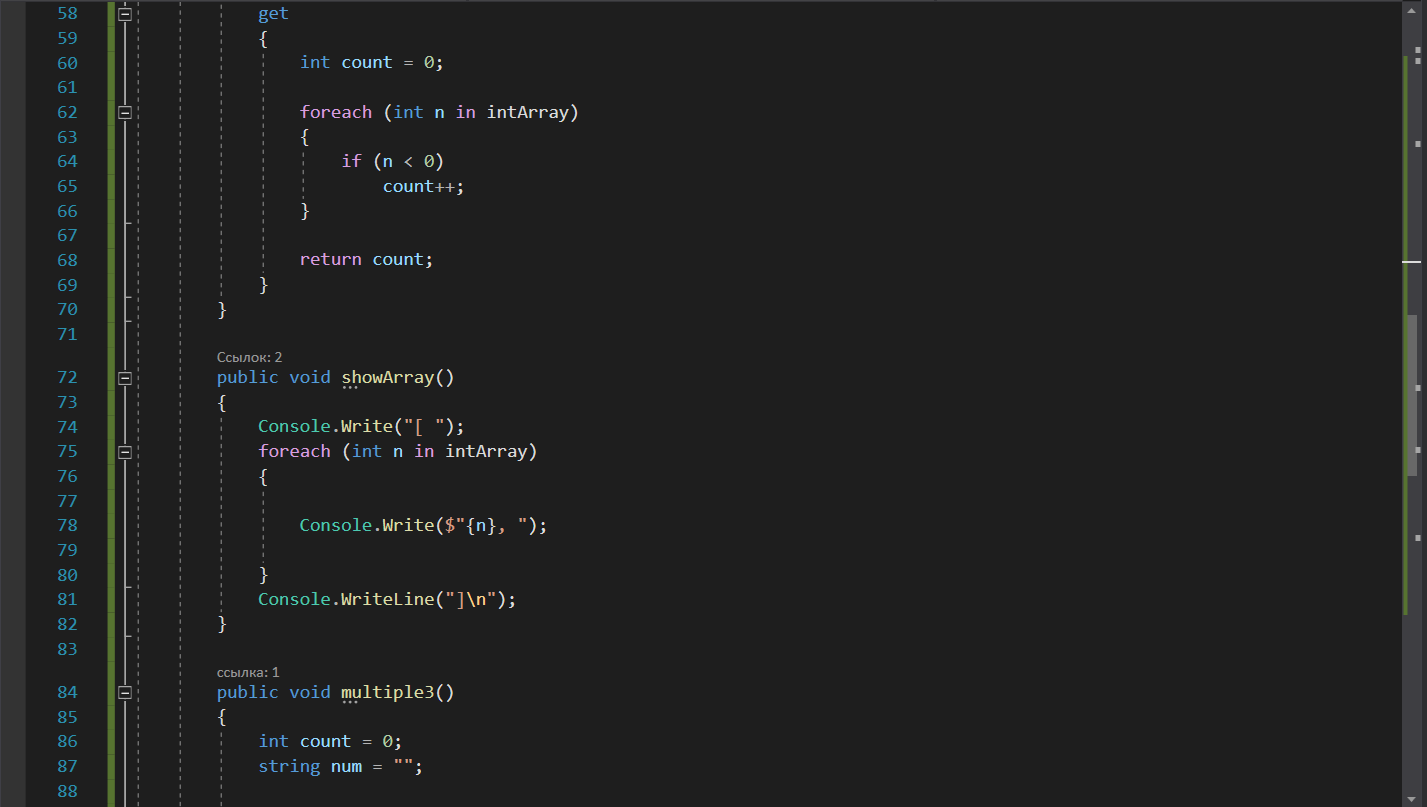 58 get
59 {
60 int count = 0;
61
62 foreach (int n in intArray)
63 {
64 if (n < 0)
65 count++;
66 }
67
68 return count;
69 }
70 }
71
Ссылок: 2
72 public void showArray()
73 {
74 Console.Write("[ ");
75 foreach (int n in intArray)
76 {
77
78 Console.Write($"{n}, ");
79
80 }
81 Console.WriteLine("]\n");
82 }
83
ссылка: 1
84 public void multiple3()
85 {
86 int count = 0;
87 string num = "";
88